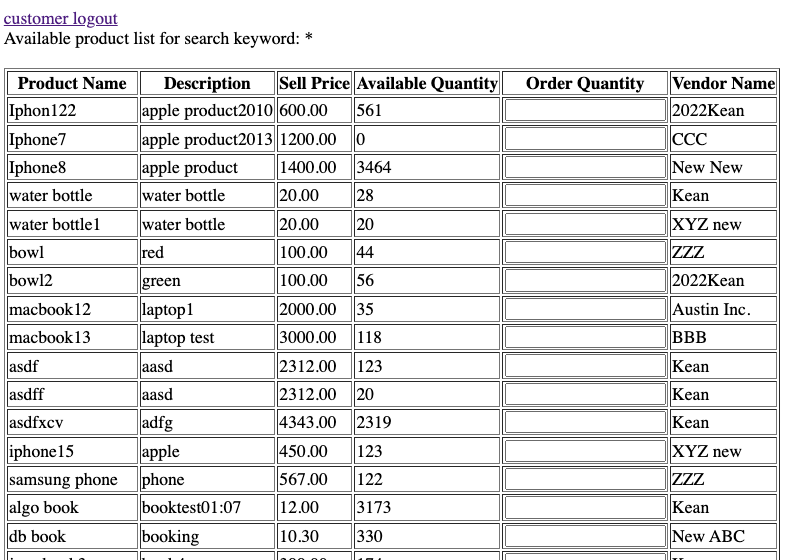 customer logout
Available product list for search keyword: *
Product Name Description Sell Price Available Quantity Order Quantity Vendor Name
Iphon122 apple product2010 600.00 561 2022Kean
Iphone7 apple product2013 1200.00 0 CCC
Iphone8 apple product 1400.00 3464 New New
water bottle water bottle 20.00 28 Kean
water bottle1 water bottle 20.00 20 XYZ new
bowl red 100.00 44 ZZZ
bowl2 green 100.00 56 2022Kean
macbook12 laptop1 2000.00 35 Austin Inc.
macbook13 laptop test 3000.00 118 BBB
asdf aasd 2312.00 123 Kean
asdff aasd 2312.00 20 Kean
asdfxcv adfg 4343.00 2319 Kean
iphone15 apple 450.00 123 XYZ new
samsung phone phone 567.00 122 ZZZ
algo book booktest01:07 12.00 3173 Kean
db book booking 10.30 330 New ABC